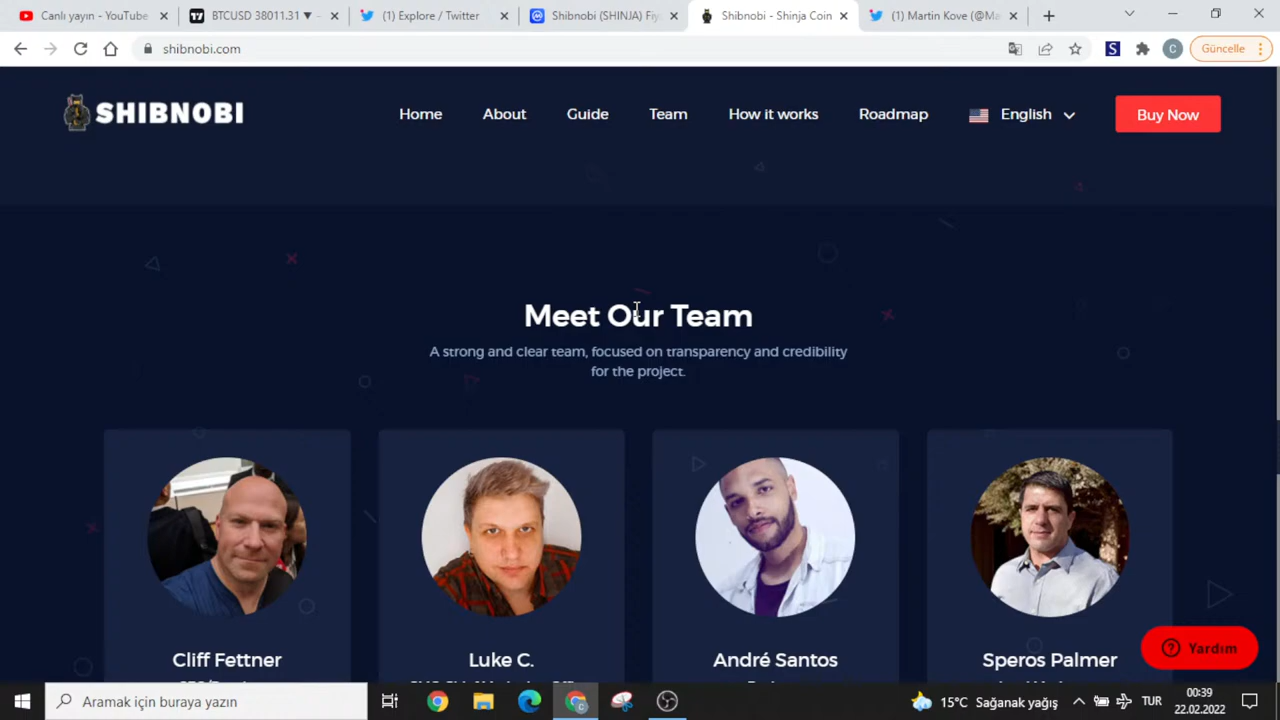 Canlı yayın - YouTube
BTCUSD 38011.31 ▼
(1) Explore / Twitter
Shibnobi (SHINJA) Fiy
Shibnobi - Shinja Coin
(1) Martin Kove (@Ma
shibnobi.com
Güncelle
SHIBNOBI
Home
About
Guide
Team
How it works
Roadmap
English
Buy Now
Meet Our Team
A strong and clear team, focused on transparency and credibility
for the project.
Cliff Fettner
Luke C.
André Santos
Speros Palmer
Yardım
Aramak için buraya yazın
15°C Sağanak yağış
TUR
00:39
22.02.2022